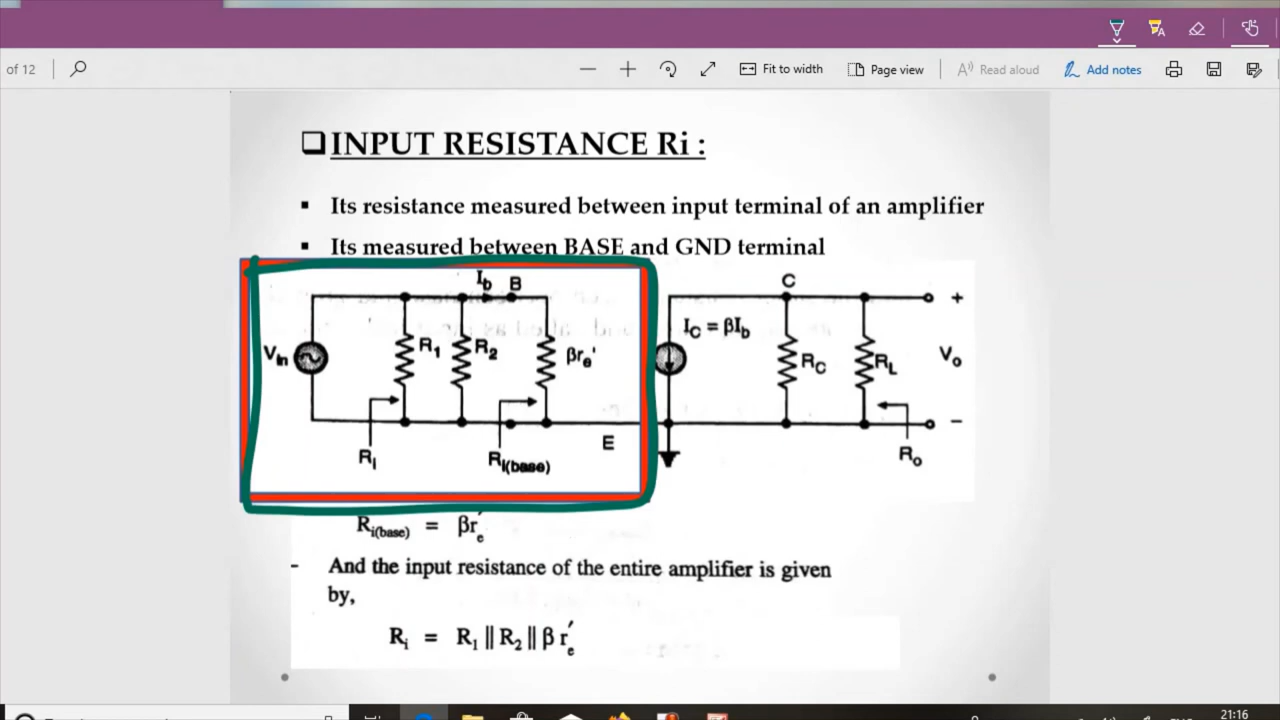 of 12
Fit to width
Page view
Read aloud
Add notes
INPUT RESISTANCE Ri :
Its resistance measured between input terminal of an amplifier
Its measured between BASE and GND terminal
Ib B
C
IC = βIb
+
Vin
R1
R2
βre'
RC
RL
Vo
−
Ri
Ri(base)
E
Ro
Ri(base) = βre′
- And the input resistance of the entire amplifier is given
by,
Ri = R1 || R2 || β re′
21:16